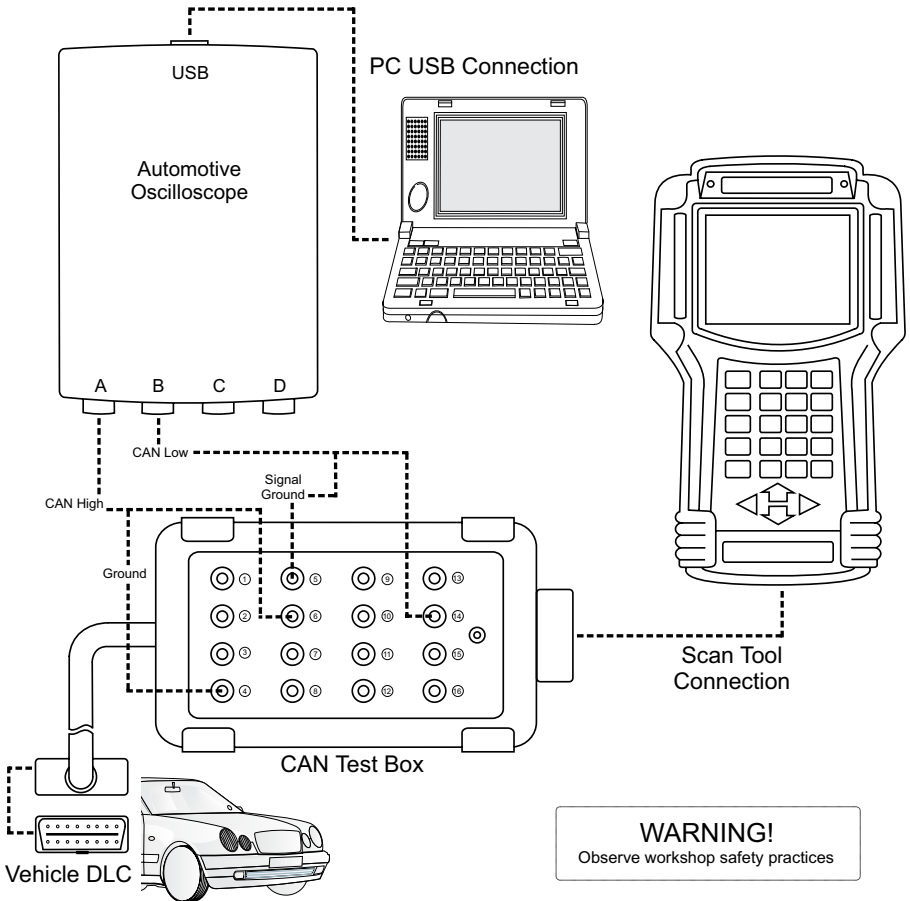 USB
PC USB Connection
Automotive
Oscilloscope
A B C D
CAN Low
Signal
Ground
CAN High
Ground
1 5 9 13
2 6 10 14
3 7 11 15
4 8 12 16
Scan Tool
Connection
CAN Test Box
Vehicle DLC
WARNING!
Observe workshop safety practices